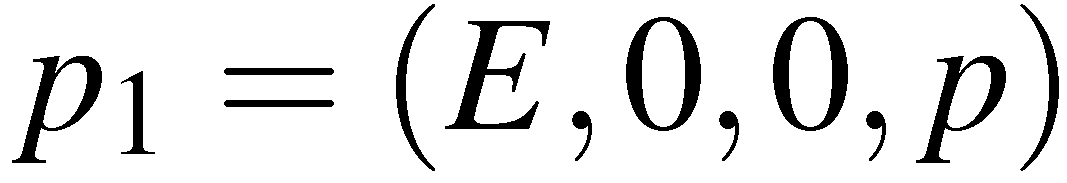 p₁ = (E, 0, 0, p)